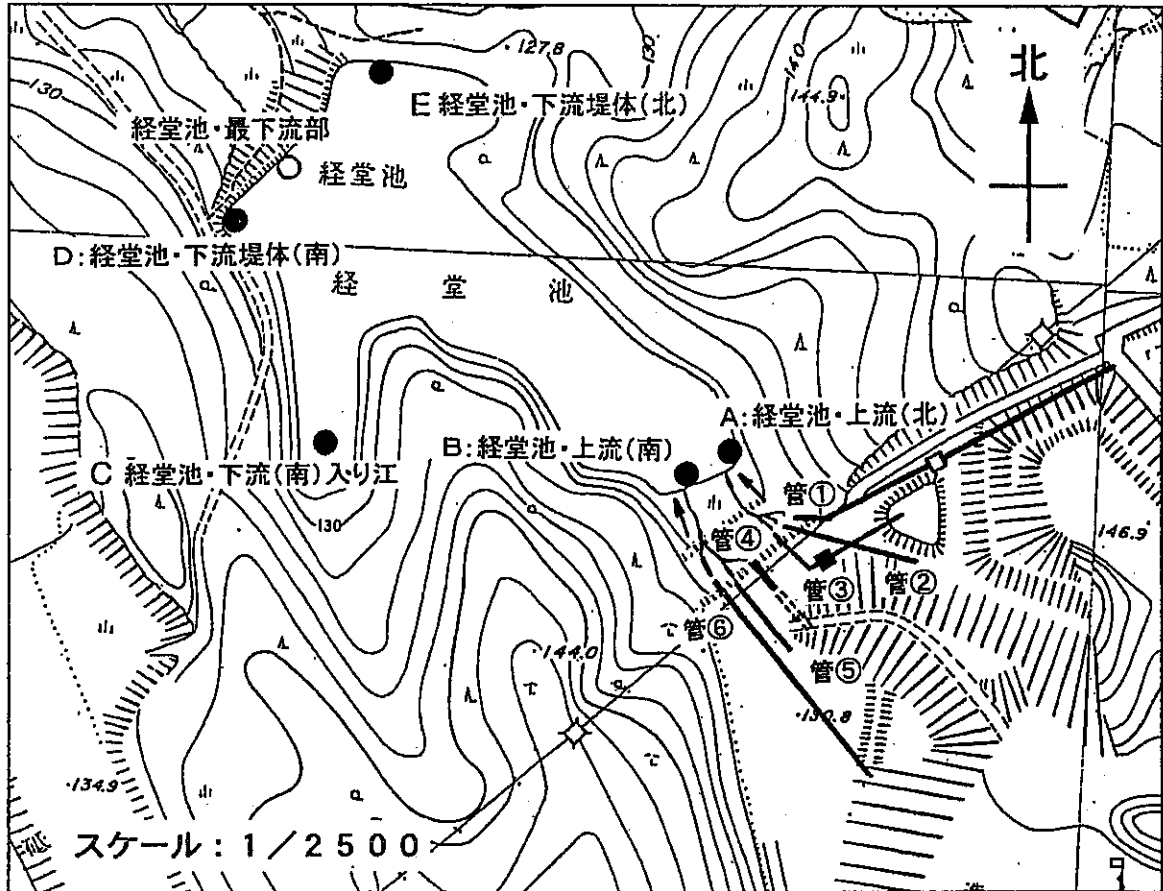 127.8
130
140
144.9
北
130
E 経堂池・下流堤体(北)
経堂池・最下流部
経堂池
D:経堂池・下流堤体(南)
経堂池
A:経堂池・上流(北)
B:経堂池・上流(南)
C 経堂池・下流(南)入り江
管①
130
管④
146.9
管③
管②
管⑥
144.0
管⑤
130.8
134.9
スケール:1/2500